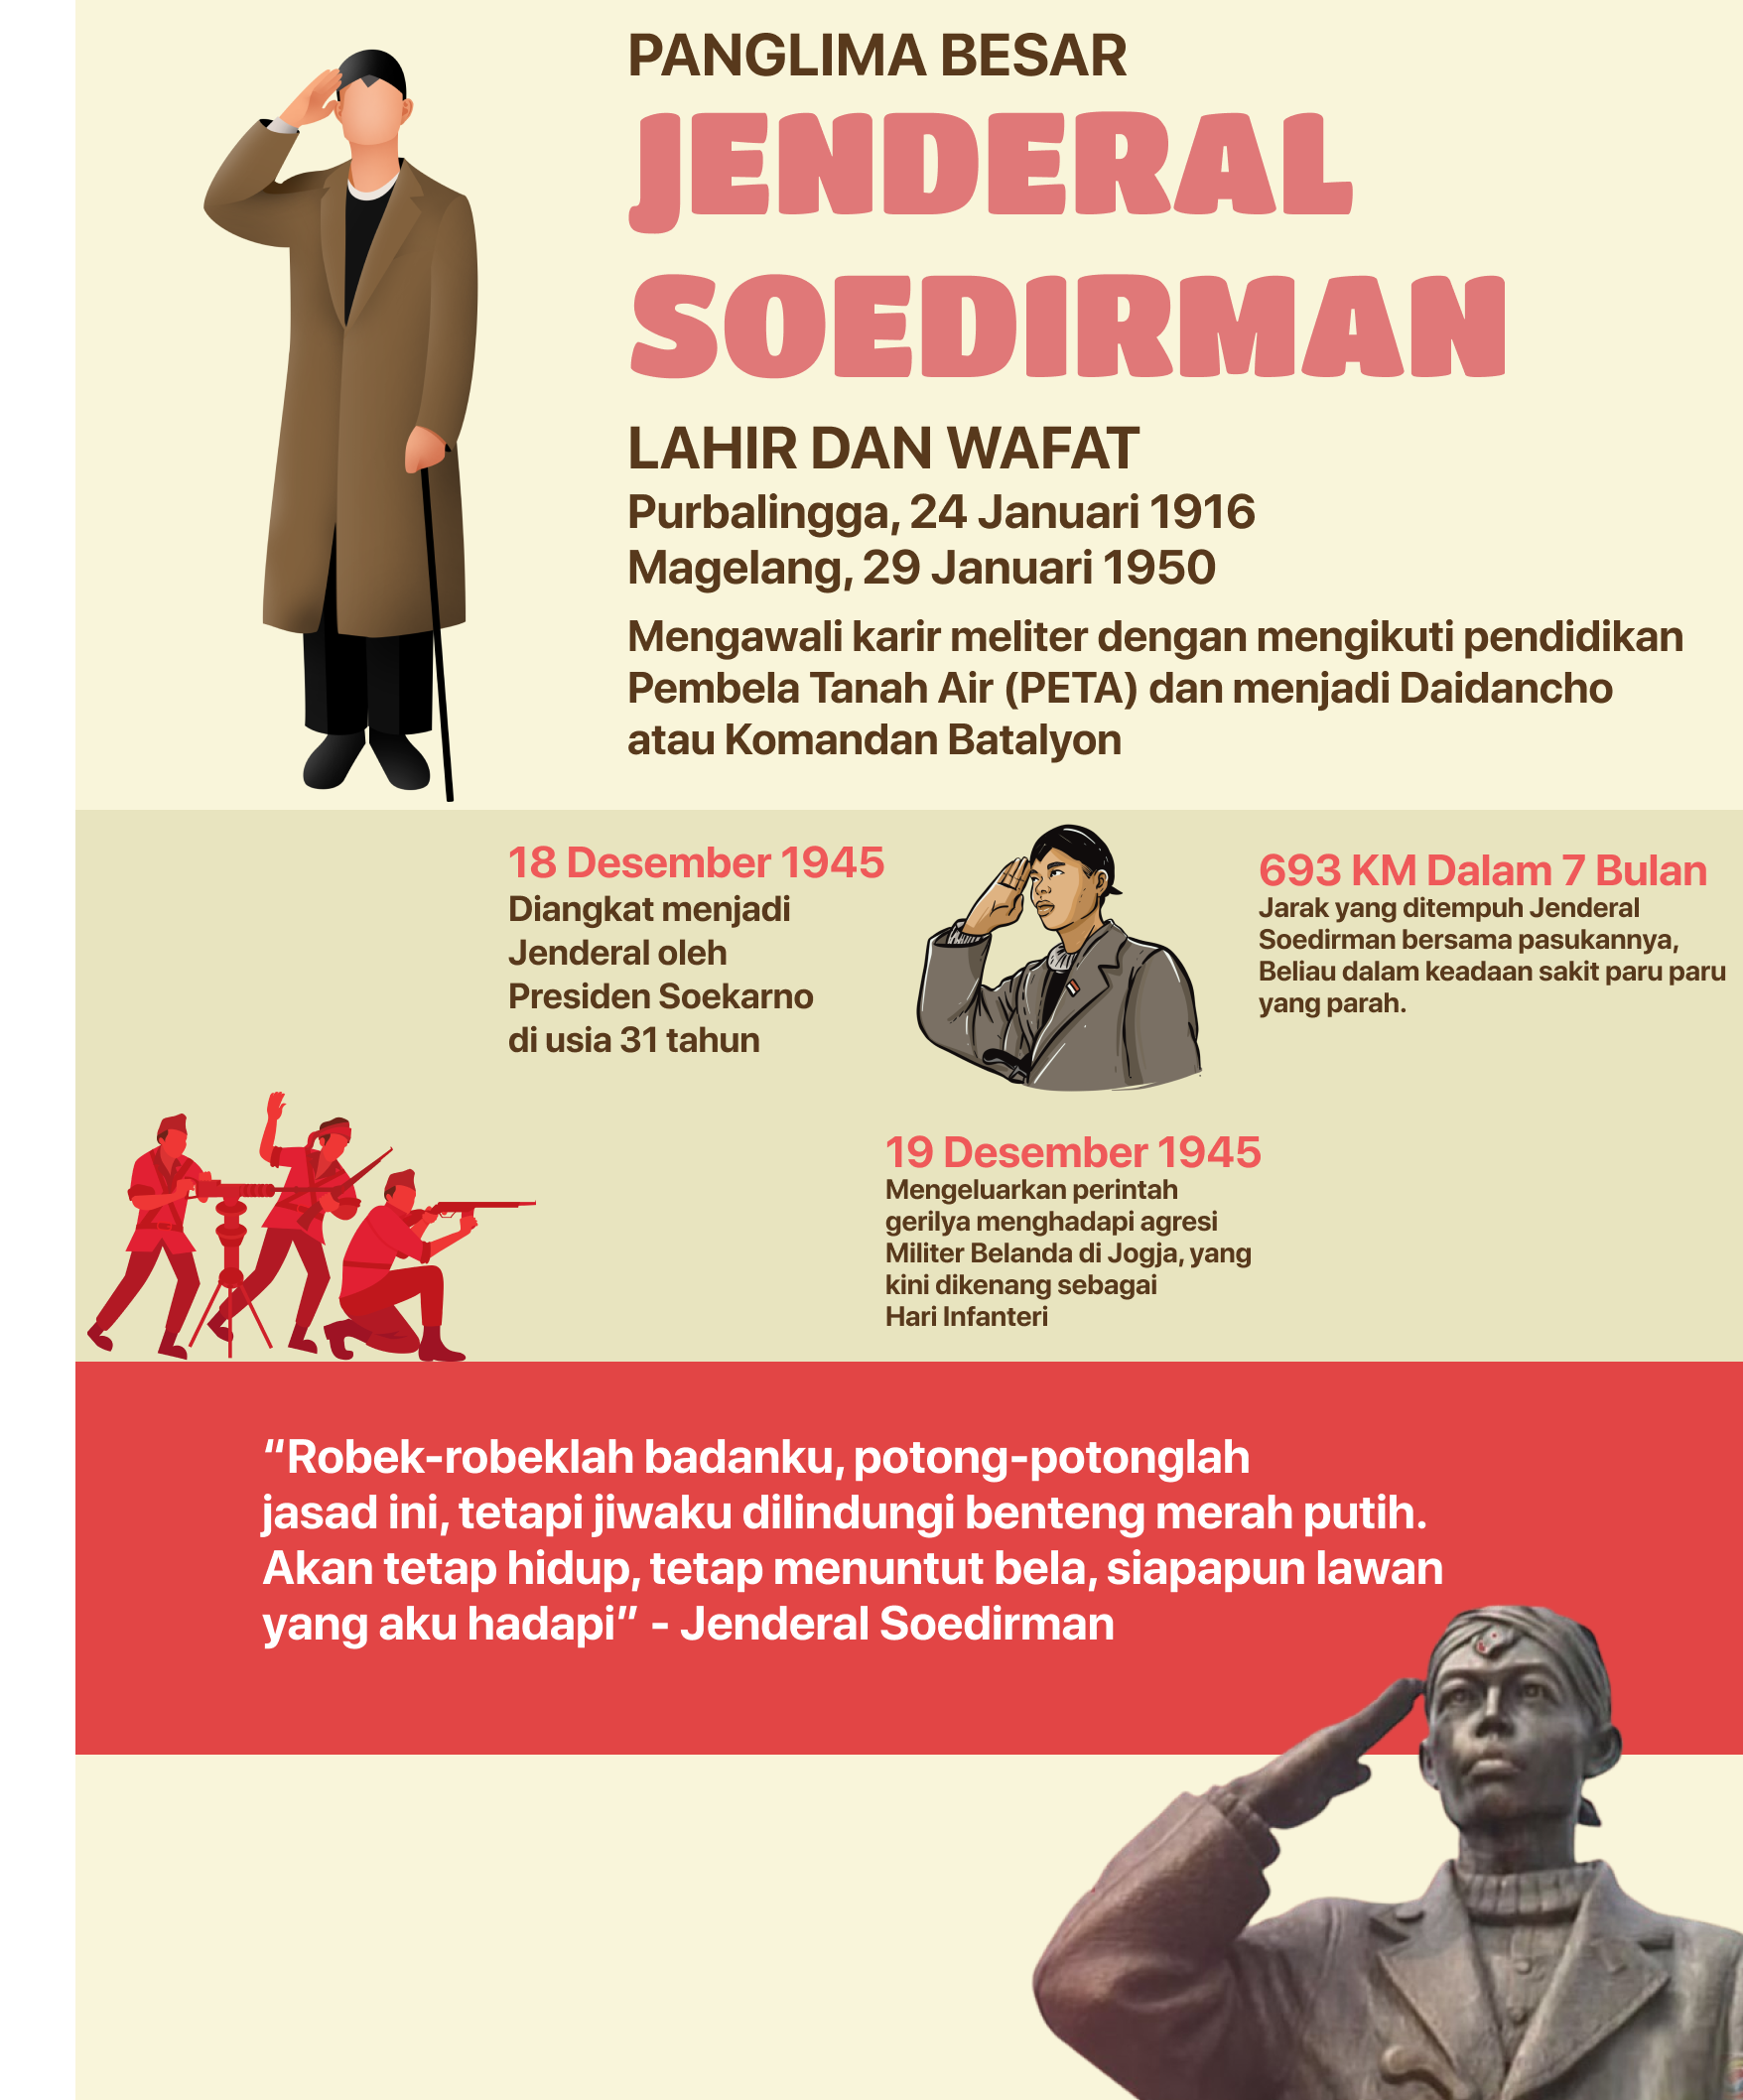 PANGLIMA BESAR
JENDERAL
SOEDIRMAN
LAHIR DAN WAFAT
Purbalingga, 24 Januari 1916
Magelang, 29 Januari 1950
Mengawali karir meliter dengan mengikuti pendidikan
Pembela Tanah Air (PETA) dan menjadi Daidancho
atau Komandan Batalyon
18 Desember 1945
Diangkat menjadi
Jenderal oleh
Presiden Soekarno
di usia 31 tahun
693 KM Dalam 7 Bulan
Jarak yang ditempuh Jenderal
Soedirman bersama pasukannya,
Beliau dalam keadaan sakit paru paru
yang parah.
19 Desember 1945
Mengeluarkan perintah
gerilya menghadapi agresi
Militer Belanda di Jogja, yang
kini dikenang sebagai
Hari Infanteri
“Robek-robeklah badanku, potong-potonglah
jasad ini, tetapi jiwaku dilindungi benteng merah putih.
Akan tetap hidup, tetap menuntut bela, siapapun lawan
yang aku hadapi” - Jenderal Soedirman